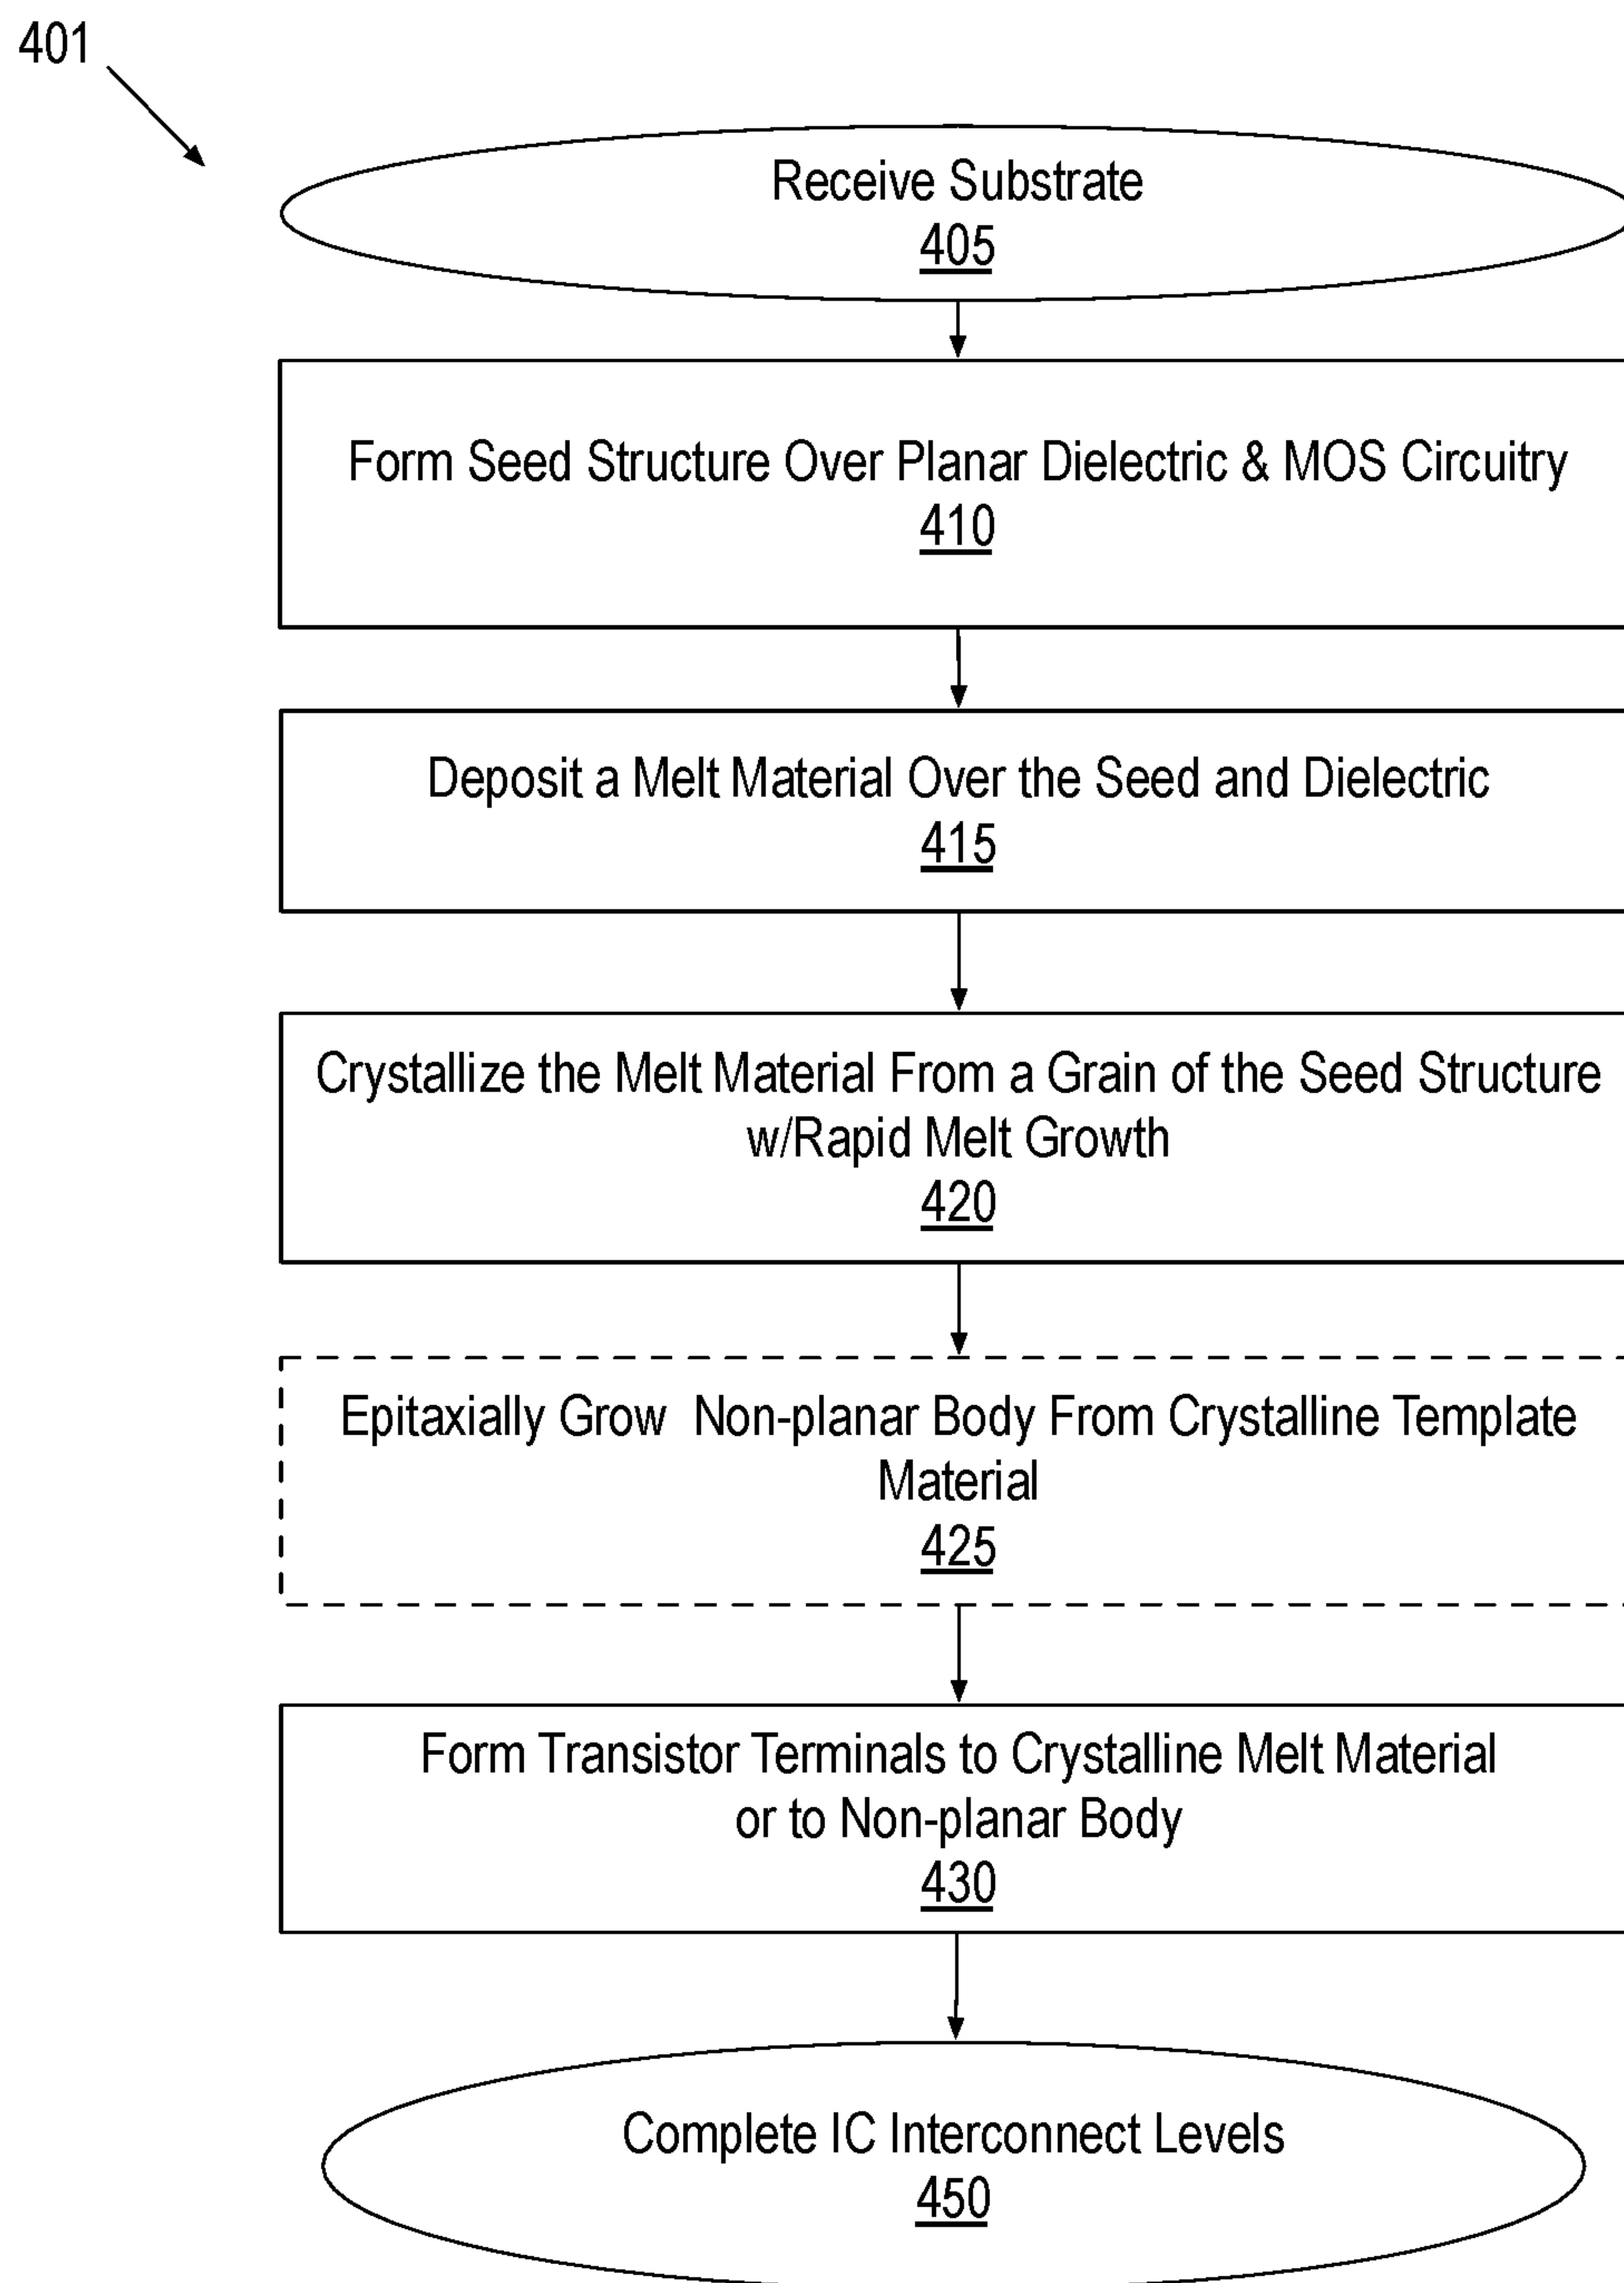 401
Receive Substrate
405
Form Seed Structure Over Planar Dielectric & MOS Circuitry
410
Deposit a Melt Material Over the Seed and Dielectric
415
Crystallize the Melt Material From a Grain of the Seed Structure
w/Rapid Melt Growth
420
Epitaxially Grow  Non-planar Body From Crystalline Template
Material
425
Form Transistor Terminals to Crystalline Melt Material
or to Non-planar Body
430
Complete IC Interconnect Levels
450